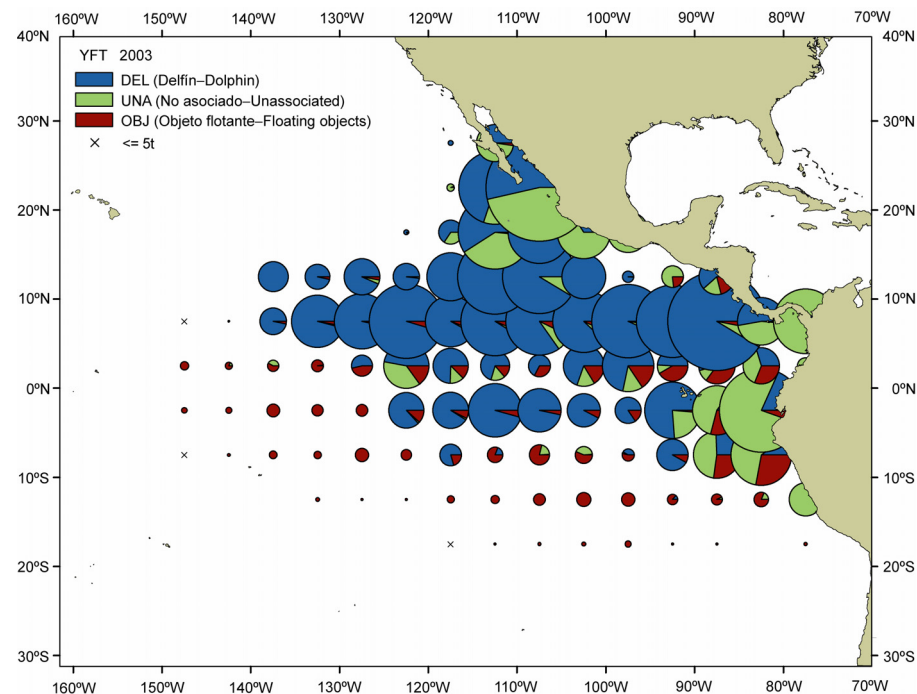 160ºW 150ºW 140ºW 130ºW 120ºW 110ºW 100ºW 90ºW 80ºW 70ºW
40ºN 40ºN
YFT 2003
DEL (Delfín–Dolphin)
UNA (No asociado–Unassociated)
OBJ (Objeto flotante–Floating objects)
<= 5t
30ºN 30ºN
20ºN 20ºN
10ºN 10ºN
0ºN 0ºN
10ºS 10ºS
20ºS 20ºS
30ºS 30ºS
160ºW 150ºW 140ºW 130ºW 120ºW 110ºW 100ºW 90ºW 80ºW 70ºW